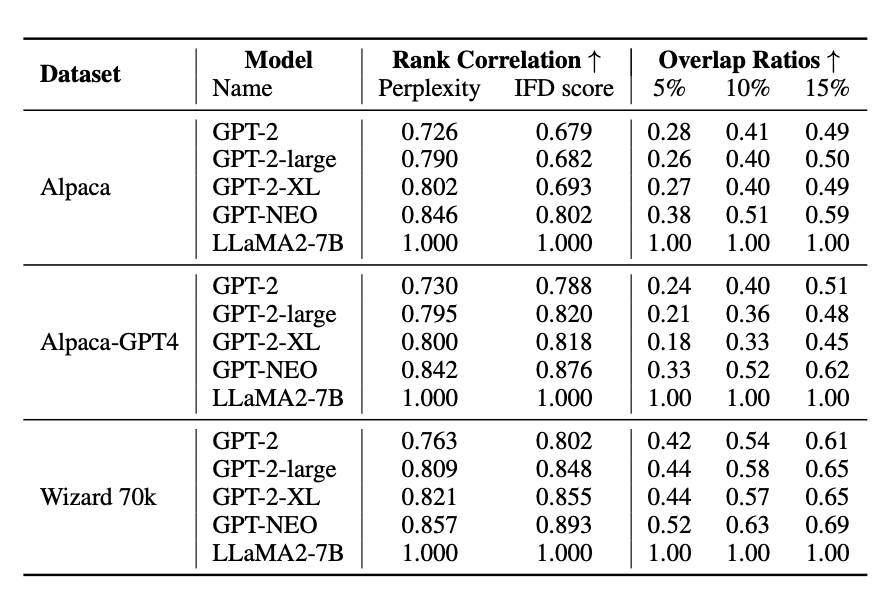 Dataset Model Rank Correlation ↑ Overlap Ratios ↑
Name Perplexity IFD score 5% 10% 15%
GPT-2 0.726 0.679 0.28 0.41 0.49
GPT-2-large 0.790 0.682 0.26 0.40 0.50
Alpaca GPT-2-XL 0.802 0.693 0.27 0.40 0.49
GPT-NEO 0.846 0.802 0.38 0.51 0.59
LLaMA2-7B 1.000 1.000 1.00 1.00 1.00
GPT-2 0.730 0.788 0.24 0.40 0.51
GPT-2-large 0.795 0.820 0.21 0.36 0.48
Alpaca-GPT4 GPT-2-XL 0.800 0.818 0.18 0.33 0.45
GPT-NEO 0.842 0.876 0.33 0.52 0.62
LLaMA2-7B 1.000 1.000 1.00 1.00 1.00
GPT-2 0.763 0.802 0.42 0.54 0.61
GPT-2-large 0.809 0.848 0.44 0.58 0.65
Wizard 70k GPT-2-XL 0.821 0.855 0.44 0.57 0.65
GPT-NEO 0.857 0.893 0.52 0.63 0.69
LLaMA2-7B 1.000 1.000 1.00 1.00 1.00